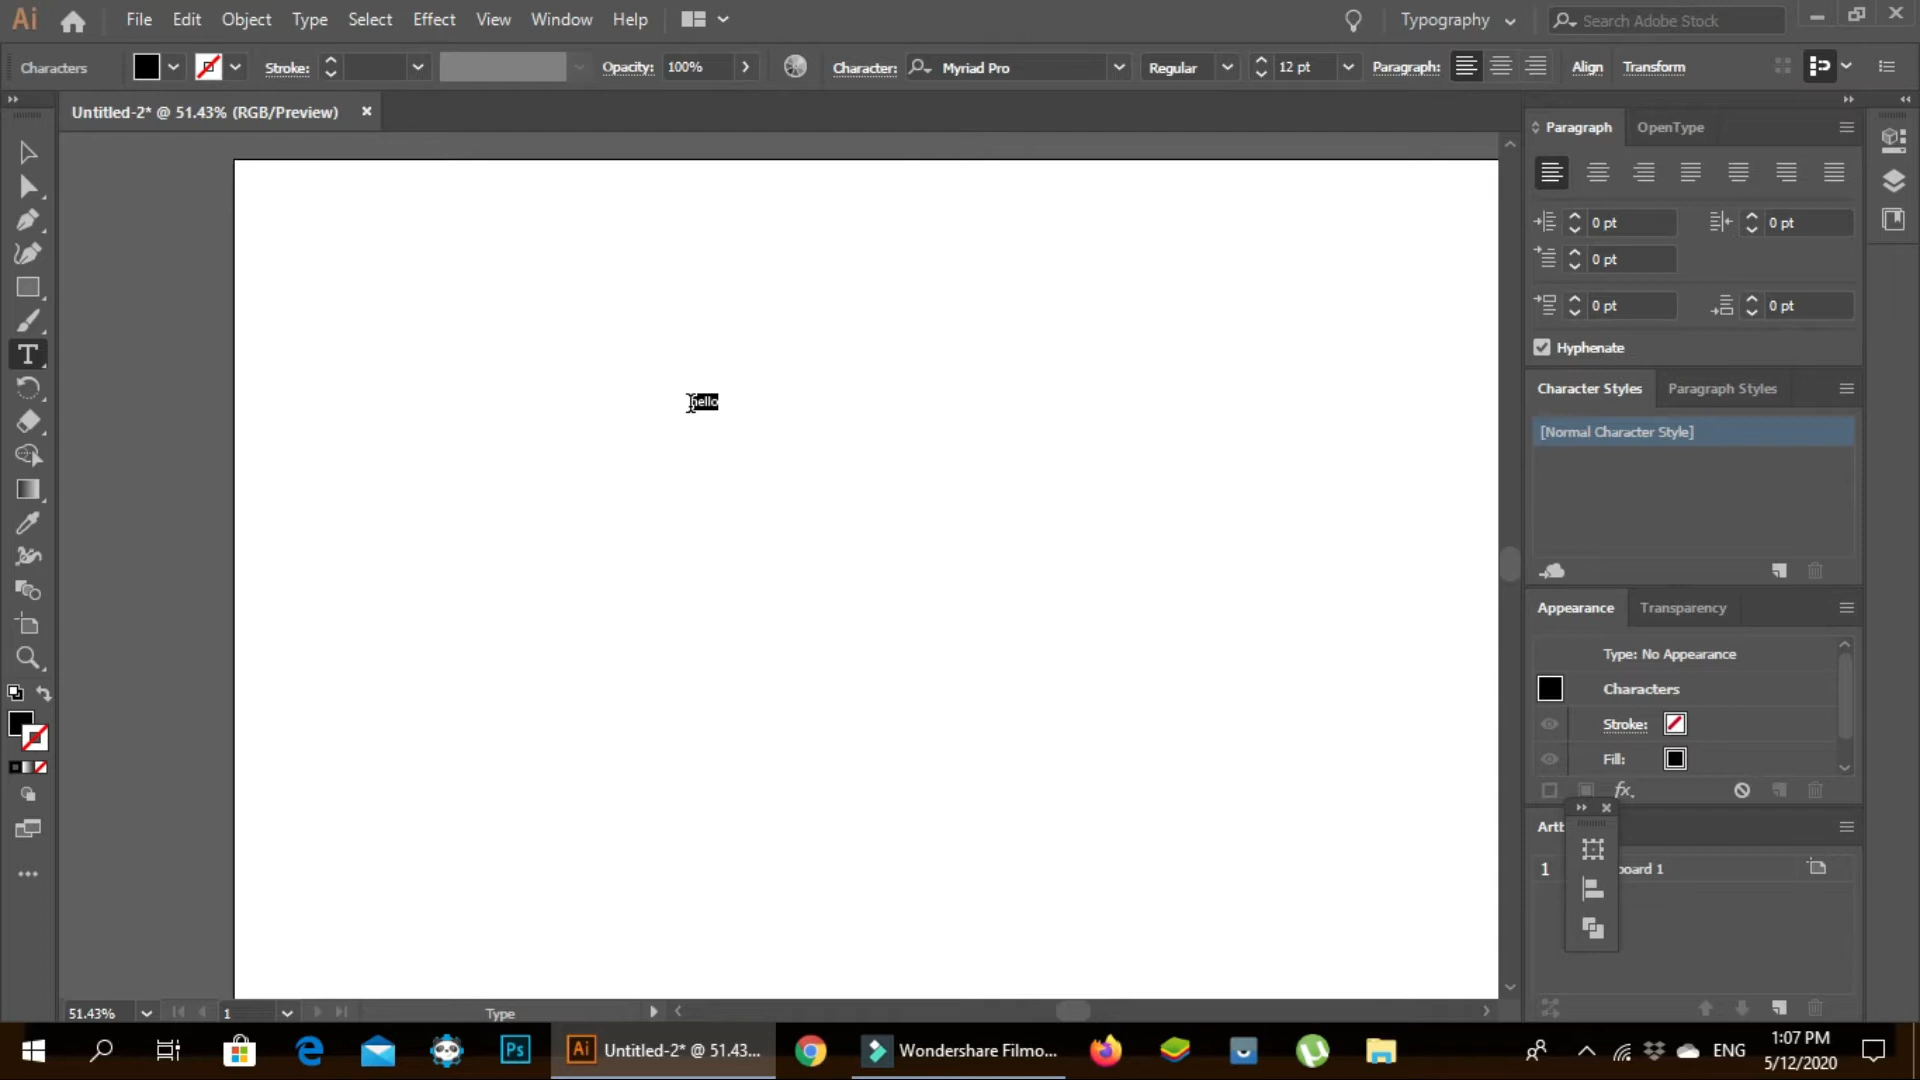 Ai File Edit Object Type Select Effect View Window Help Typography Search Adobe Stock
Characters Stroke: Opacity: 100% Character: Myriad Pro Regular 12 pt Paragraph: Align Transform
Untitled-2* @ 51.43% (RGB/Preview)
hello
Paragraph OpenType
0 pt 0 pt
0 pt
0 pt 0 pt
Hyphenate
Character Styles Paragraph Styles
[Normal Character Style]
Appearance Transparency
Type: No Appearance
Characters
Stroke:
Fill:
fx
1
51.43% 1 Type
Ps Ai Untitled-2* @ 51.43... Wondershare Filmo... ENG 1:07 PM
5/12/2020